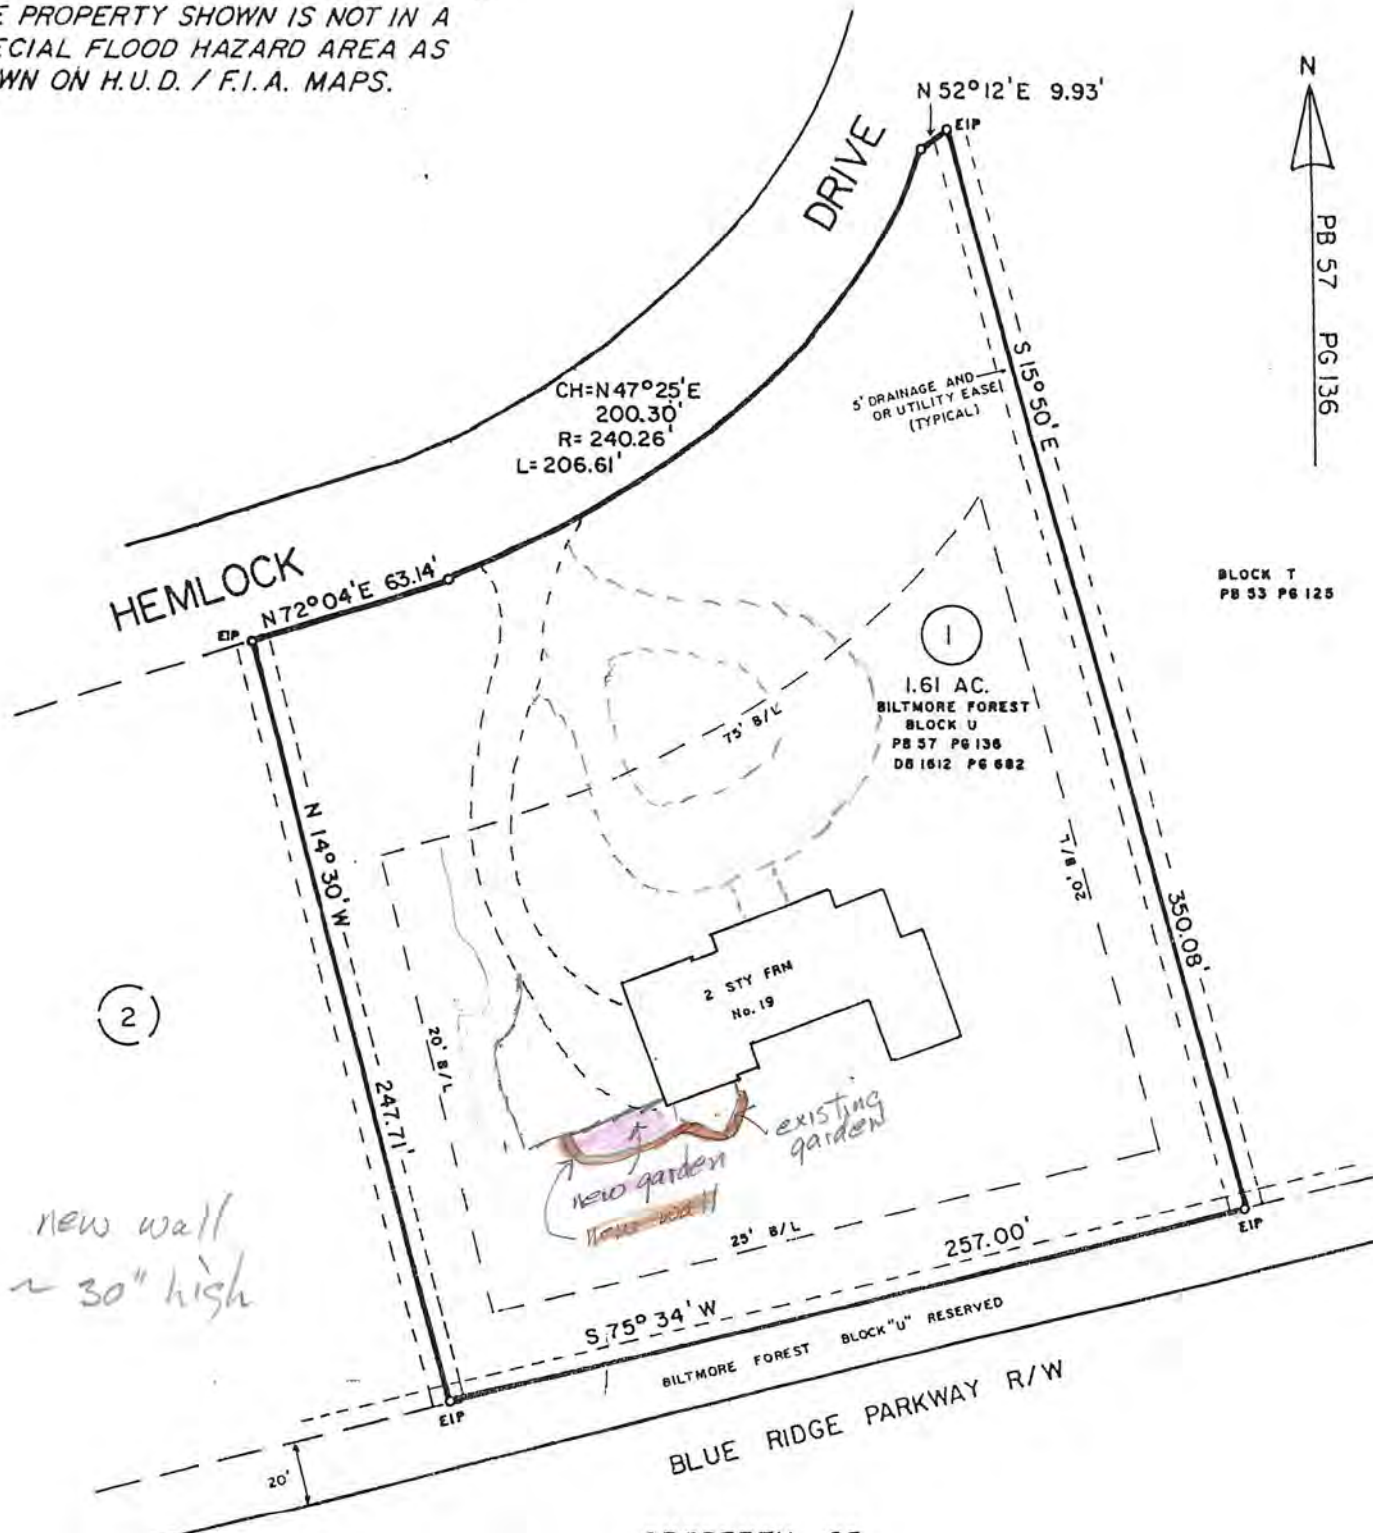 E PROPERTY SHOWN IS NOT IN A
ECIAL FLOOD HAZARD AREA AS
WN ON H.U.D. / F.I.A. MAPS.
N 52°12'E 9.93'
EIP
N
PB 57 PG 136
DRIVE
CH=N 47°25'E
200.30'
R= 240.26'
L= 206.61'
5' DRAINAGE AND
OR UTILITY EASE
(TYPICAL)
S 15°50'E
350.08'
HEMLOCK
N 72°04'E 63.14'
EIP
BLOCK T
PB 53 PG 125
1
1.61 AC.
BILTMORE FOREST
BLOCK U
PB 57 PG 136
DB 1612 PG 682
75' B/L
20' B/L
N 14°30'W
247.71'
2
20' B/L
2 STY FRM
No. 19
existing
garden
new garden
new wall
new wall
~ 30" high
25' B/L
257.00'
EIP
S 75°34'W
BILTMORE FOREST BLOCK "U" RESERVED
EIP
BLUE RIDGE PARKWAY R/W
20'